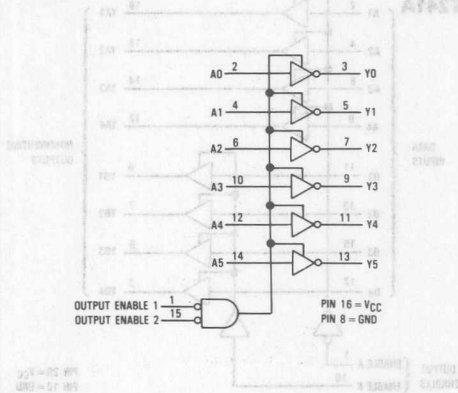 A0 2 3 Y0
A1 4 5 Y1
A2 6 7 Y2
A3 10 9 Y3
A4 12 11 Y4
A5 14 13 Y5
OUTPUT ENABLE 1 1
OUTPUT ENABLE 2 15
PIN 16 = VCC
PIN 8 = GND